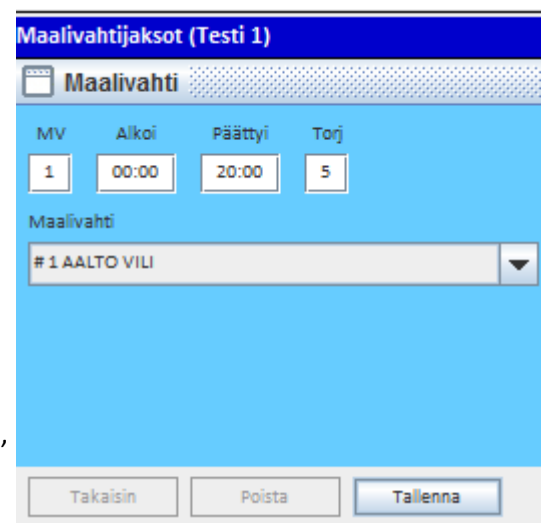 Maalivahtijaksot (Testi 1)
Maalivahti
MV Alkoi Päättyi Torj
1 00:00 20:00 5
Maalivahti
# 1 AALTO VILI
,
Takaisin Poista Tallenna